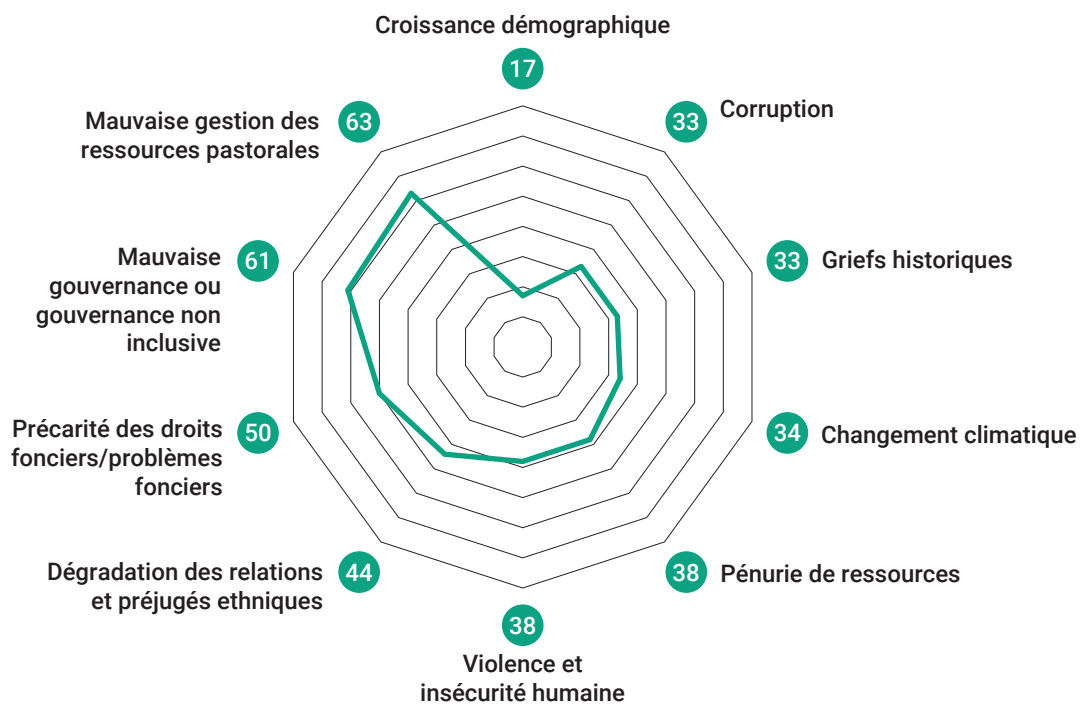 Croissance démographique
17
33
Corruption
33
Griefs historiques
34
Changement climatique
38
Pénurie de ressources
38
Violence et
insécurité humaine
44
Dégradation des relations
et préjugés ethniques
50
Précarité des droits
fonciers/problèmes
fonciers
61
Mauvaise
gouvernance ou
gouvernance non
inclusive
63
Mauvaise gestion des
ressources pastorales